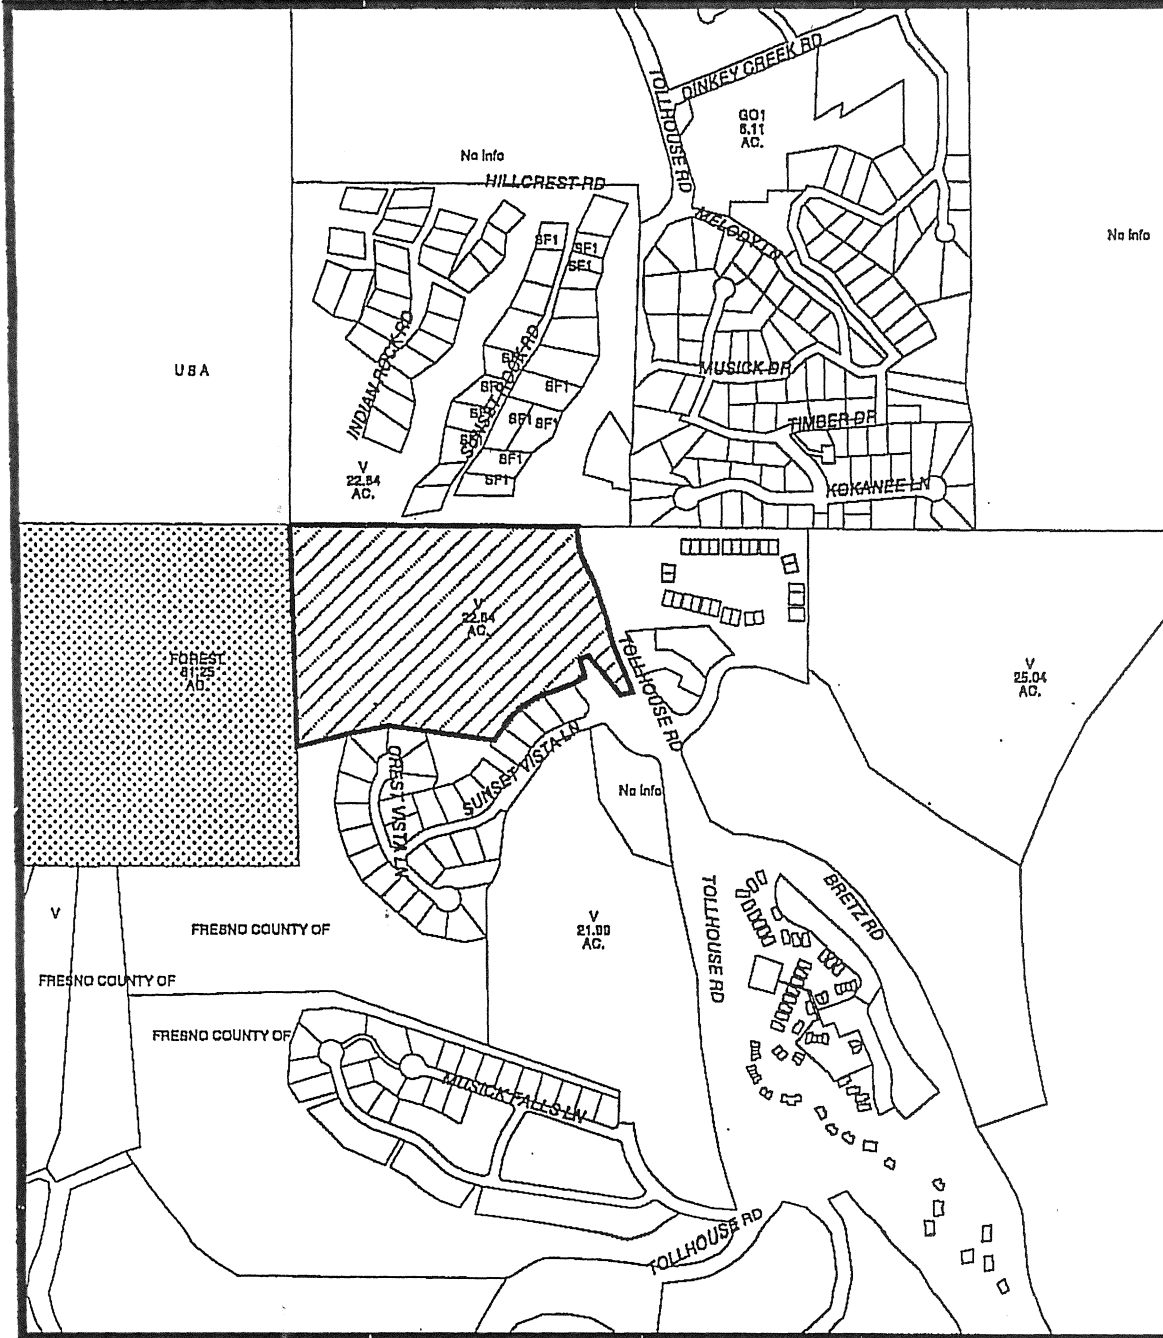 DINKEY CREEK RD
TOLLHOUSE RD
GO1
6.11
AC.
No Info
HILLCREST RD
MELODY LN
No Info
SF1
SF1
SF1
USA
INDIAN ROCK RD
SUNSET ROCK RD
SF1
SF1
SF1
SF1
SF1
SF1
MUSICK DR
TIMBER DR
KOKANEE LN
V
22.64
AC.
V
22.04
AC.
FOREST
81.25
AC.
TOLLHOUSE RD
V
25.04
AC.
SUNSET VISTA LN
CREST VISTA LN
No Info
V
FRESNO COUNTY OF
V
21.00
AC.
TOLLHOUSE RD
BRETZ RD
FRESNO COUNTY OF
FRESNO COUNTY OF
MUSICK FALLS LN
TOLLHOUSE RD